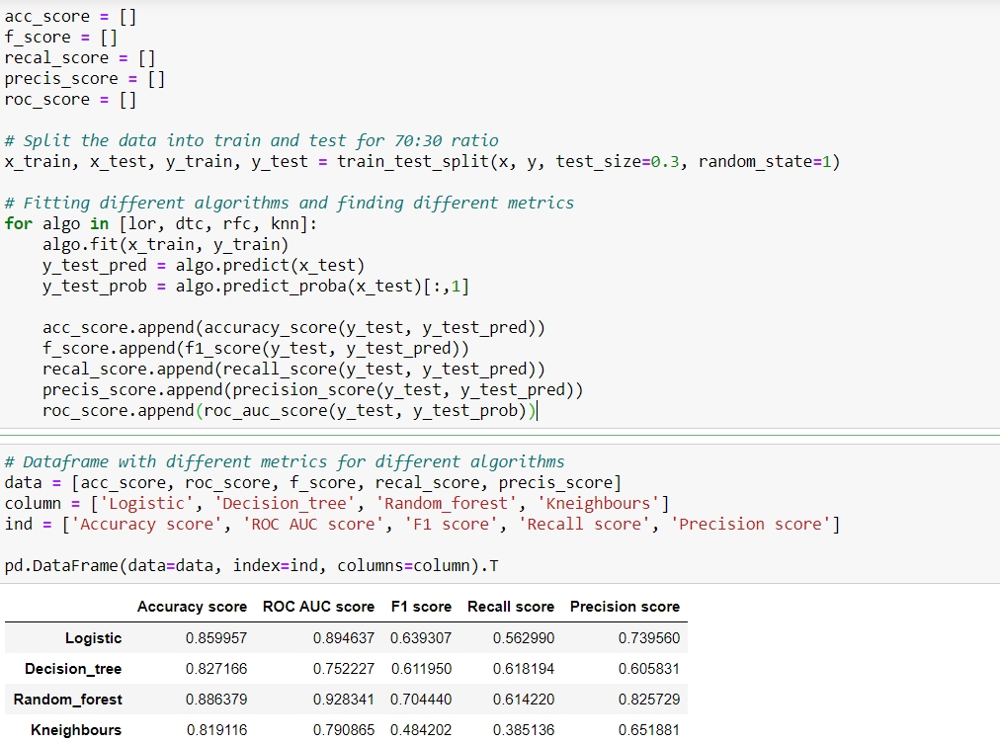 acc_score = []
f_score = []
recal_score = []
precis_score = []
roc_score = []
# Split the data into train and test for 70:30 ratio
x_train, x_test, y_train, y_test = train_test_split(x, y, test_size=0.3, random_state=1)
# Fitting different algorithms and finding different metrics
for algo in [lor, dtc, rfc, knn]:
    algo.fit(x_train, y_train)
    y_test_pred = algo.predict(x_test)
    y_test_prob = algo.predict_proba(x_test)[:,1]
    acc_score.append(accuracy_score(y_test, y_test_pred))
    f_score.append(f1_score(y_test, y_test_pred))
    recal_score.append(recall_score(y_test, y_test_pred))
    precis_score.append(precision_score(y_test, y_test_pred))
    roc_score.append(roc_auc_score(y_test, y_test_prob))
# Dataframe with different metrics for different algorithms
data = [acc_score, roc_score, f_score, recal_score, precis_score]
column = ['Logistic', 'Decision_tree', 'Random_forest', 'Kneighbours']
ind = ['Accuracy score', 'ROC AUC score', 'F1 score', 'Recall score', 'Precision score']
pd.DataFrame(data=data, index=ind, columns=column).T
Accuracy score ROC AUC score F1 score Recall score Precision score
Logistic 0.859957 0.894637 0.639307 0.562990 0.739560
Decision_tree 0.827166 0.752227 0.611950 0.618194 0.605831
Random_forest 0.886379 0.928341 0.704440 0.614220 0.825729
Kneighbours 0.819116 0.790865 0.484202 0.385136 0.651881